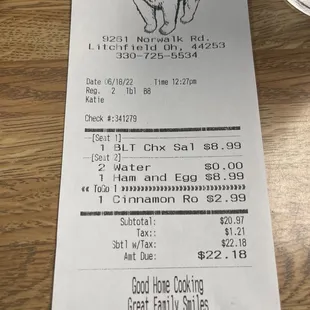 9261 Norwalk Rd.
Litchfield Oh, 44253
330-725-5534
Date 06/18/22 Time 12:27pm
Reg. 2 1bl 88
Katie
Check #:341279
[Seat 1]
1 BLT Chx Sal $8.99
[Seat 2]
2 Water $0.00
1 Ham and Egg $8.99
<< ToGo 1 >>>>>>>>>>>>>>>>>>>>>>>>
1 Cinnamon Ro $2.99
Subtotal: $20.97
Tax:: $1.21
Sbtl w/Tax: $22.18
Amt Due: $22.18
Good Home Cooking
Great Family Smiles